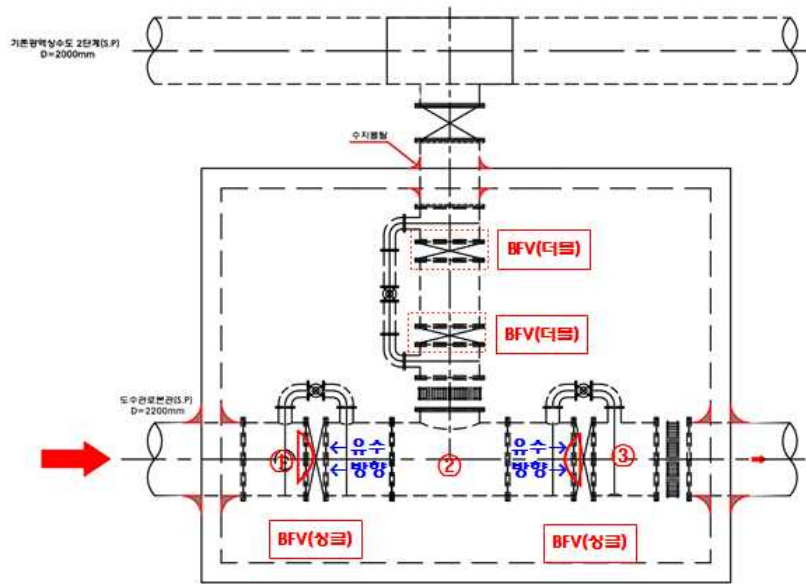 기존광역상수도 2단계(S.P)
D=2000mm
수지몰탈
BFV(더블)
BFV(더블)
도수관로본관(S.P)
D=2200mm
① 유수 ② 유수 ③
방향 방향
BFV(싱글) BFV(싱글)